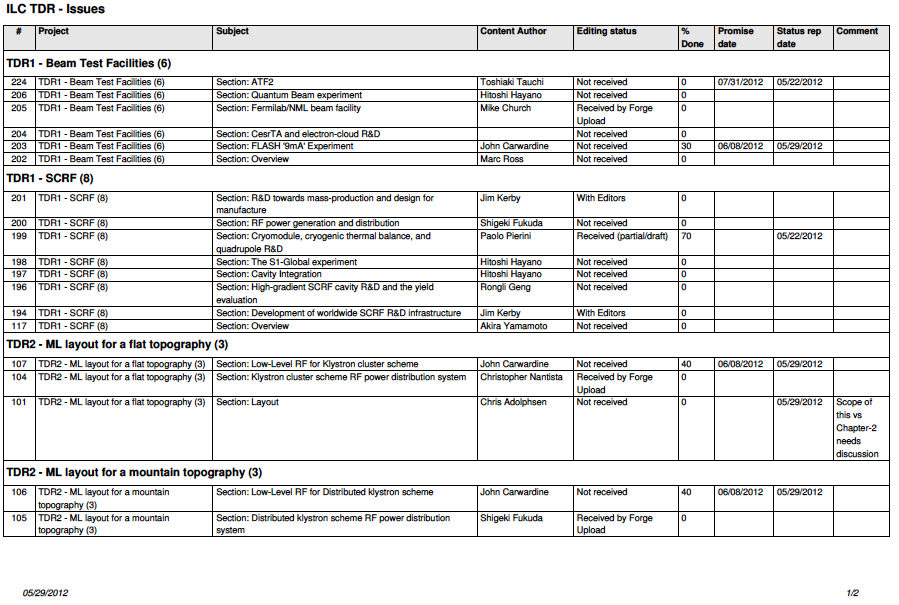 ILC TDR - Issues
# Project Subject Content Author Editing status % Promise Status rep Comment
Done date date
TDR1 - Beam Test Facilities (6)
224 TDR1 - Beam Test Facilities (6) Section: ATF2 Toshiaki Tauchi Not received 0 07/31/2012 05/22/2012
206 TDR1 - Beam Test Facilities (6) Section: Quantum Beam experiment Hitoshi Hayano Not received 0
205 TDR1 - Beam Test Facilities (6) Section: Fermilab/NML beam facility Mike Church Received by Forge 0
Upload
204 TDR1 - Beam Test Facilities (6) Section: CesrTA and electron-cloud R&D Not received 0
203 TDR1 - Beam Test Facilities (6) Section: FLASH '9mA' Experiment John Carwardine Not received 30 06/08/2012 05/29/2012
202 TDR1 - Beam Test Facilities (6) Section: Overview Marc Ross Not received 0
TDR1 - SCRF (8)
201 TDR1 - SCRF (8) Section: R&D towards mass-production and design for Jim Kerby With Editors 0
manufacture
200 TDR1 - SCRF (8) Section: RF power generation and distribution Shigeki Fukuda Not received 0
199 TDR1 - SCRF (8) Section: Cryomodule, cryogenic thermal balance, and Paolo Pierini Received (partial/draft) 70 05/22/2012
quadrupole R&D
198 TDR1 - SCRF (8) Section: The S1-Global experiment Hitoshi Hayano Not received 0
197 TDR1 - SCRF (8) Section: Cavity Integration Hitoshi Hayano Not received 0
196 TDR1 - SCRF (8) Section: High-gradient SCRF cavity R&D and the yield Rongli Geng Not received 0
evaluation
194 TDR1 - SCRF (8) Section: Development of worldwide SCRF R&D infrastructure Jim Kerby With Editors 0
117 TDR1 - SCRF (8) Section: Overview Akira Yamamoto Not received 0
TDR2 - ML layout for a flat topography (3)
107 TDR2 - ML layout for a flat topography (3) Section: Low-Level RF for Klystron cluster scheme John Carwardine Not received 40 06/08/2012 05/29/2012
104 TDR2 - ML layout for a flat topography (3) Section: Klystron cluster scheme RF power distribution system Christopher Nantista Received by Forge 0
Upload
101 TDR2 - ML layout for a flat topography (3) Section: Layout Chris Adolphsen Not received 0 05/29/2012 Scope of
this vs
Chapter-2
needs
discussion
TDR2 - ML layout for a mountain topography (3)
106 TDR2 - ML layout for a mountain Section: Low-Level RF for Distributed klystron scheme John Carwardine Not received 40 06/08/2012 05/29/2012
topography (3)
105 TDR2 - ML layout for a mountain Section: Distributed klystron scheme RF power distribution Shigeki Fukuda Received by Forge 0
topography (3) system Upload
05/29/2012 1/2